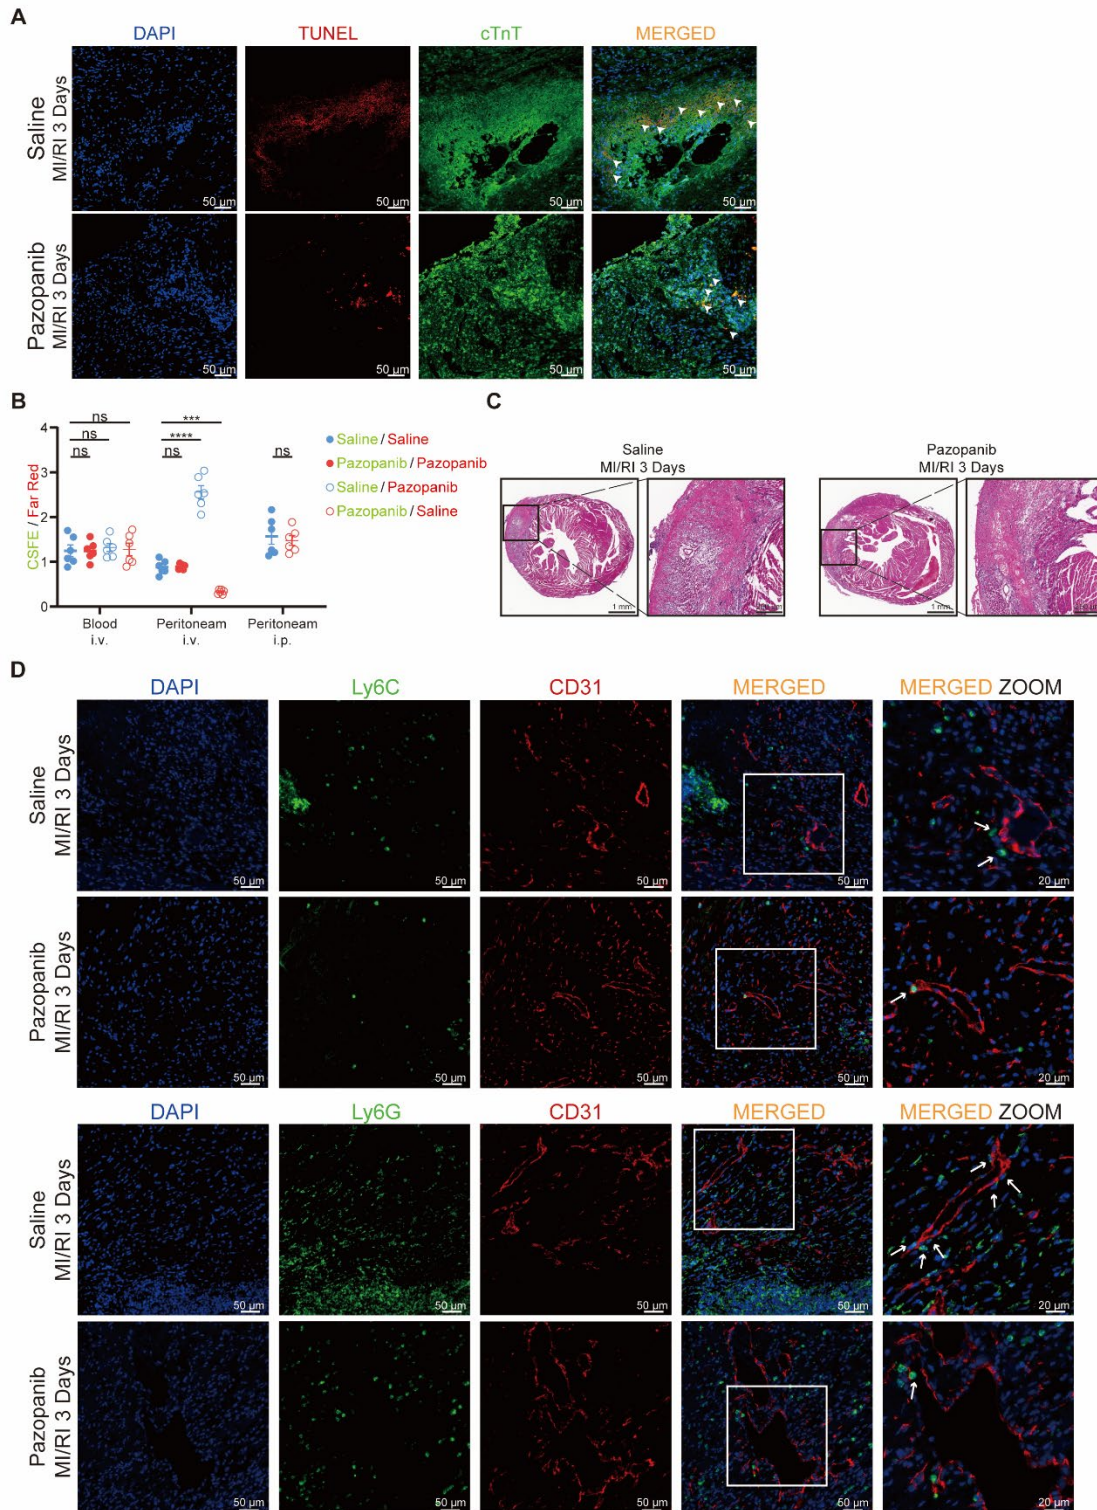 A
DAPI TUNEL cTnT MERGED
Saline
MI/RI 3 Days
50 µm 50 µm 50 µm 50 µm
Pazopanib
MI/RI 3 Days
50 µm 50 µm 50 µm 50 µm
B
CSFE / Far Red
4
3
2
1
0
ns
ns
ns
***
****
ns
ns
Blood
i.v.
Peritoneam
i.v.
Peritoneam
i.p.
Saline / Saline
Pazopanib / Pazopanib
Saline / Pazopanib
Pazopanib / Saline
C
Saline
MI/RI 3 Days
1 mm
Pazopanib
MI/RI 3 Days
1 mm
D
DAPI Ly6C CD31 MERGED MERGED ZOOM
Saline
MI/RI 3 Days
50 µm 50 µm 50 µm 50 µm 20 µm
Pazopanib
MI/RI 3 Days
50 µm 50 µm 50 µm 50 µm 20 µm
DAPI Ly6G CD31 MERGED MERGED ZOOM
Saline
MI/RI 3 Days
50 µm 50 µm 50 µm 50 µm 20 µm
Pazopanib
MI/RI 3 Days
50 µm 50 µm 50 µm 50 µm 20 µm